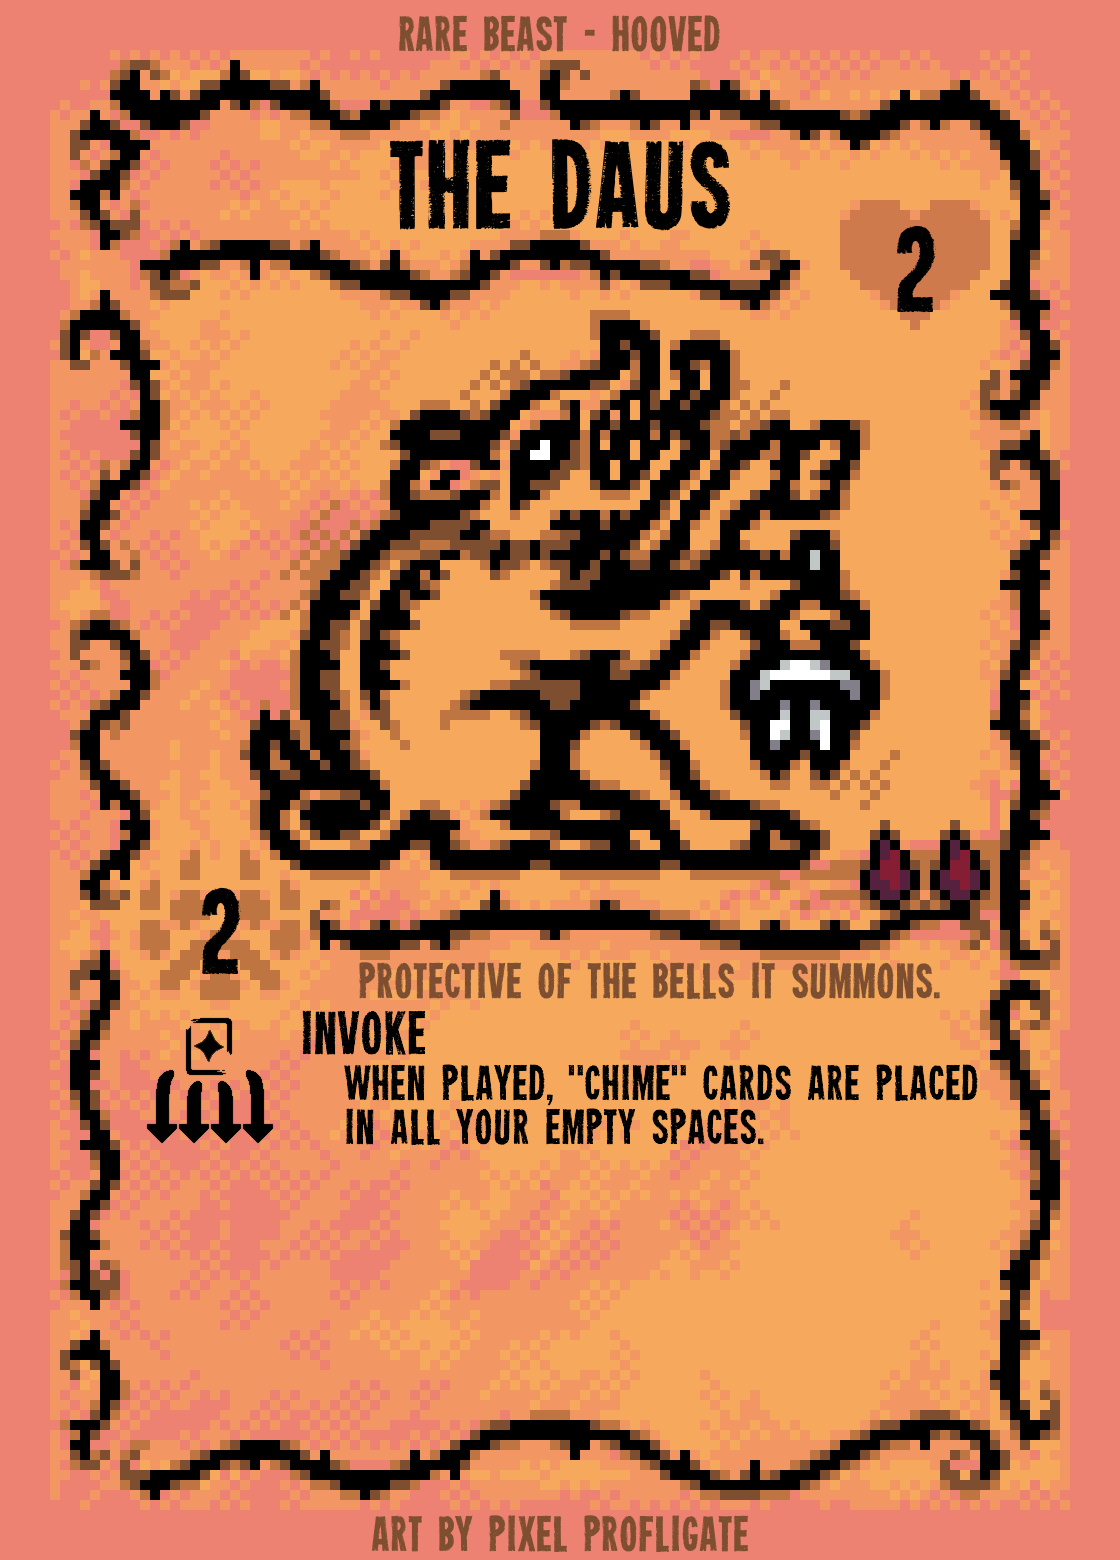 RARE BEAST - HOOVED
THE DAUS
2
2
PROTECTIVE OF THE BELLS IT SUMMONS.
INVOKE
WHEN PLAYED, "CHIME" CARDS ARE PLACED
IN ALL YOUR EMPTY SPACES.
ART BY PIXEL PROFLIGATE